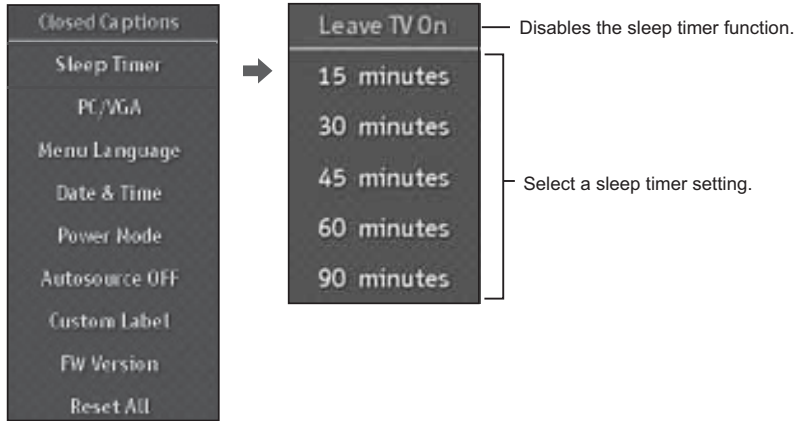 Closed Captions
Sleep Timer
PC/VGA
Menu Language
Date & Time
Power Mode
Autosource OFF
Custom Label
FW Version
Reset All
Leave TV On
15 minutes
30 minutes
45 minutes
60 minutes
90 minutes
Disables the sleep timer function.
Select a sleep timer setting.